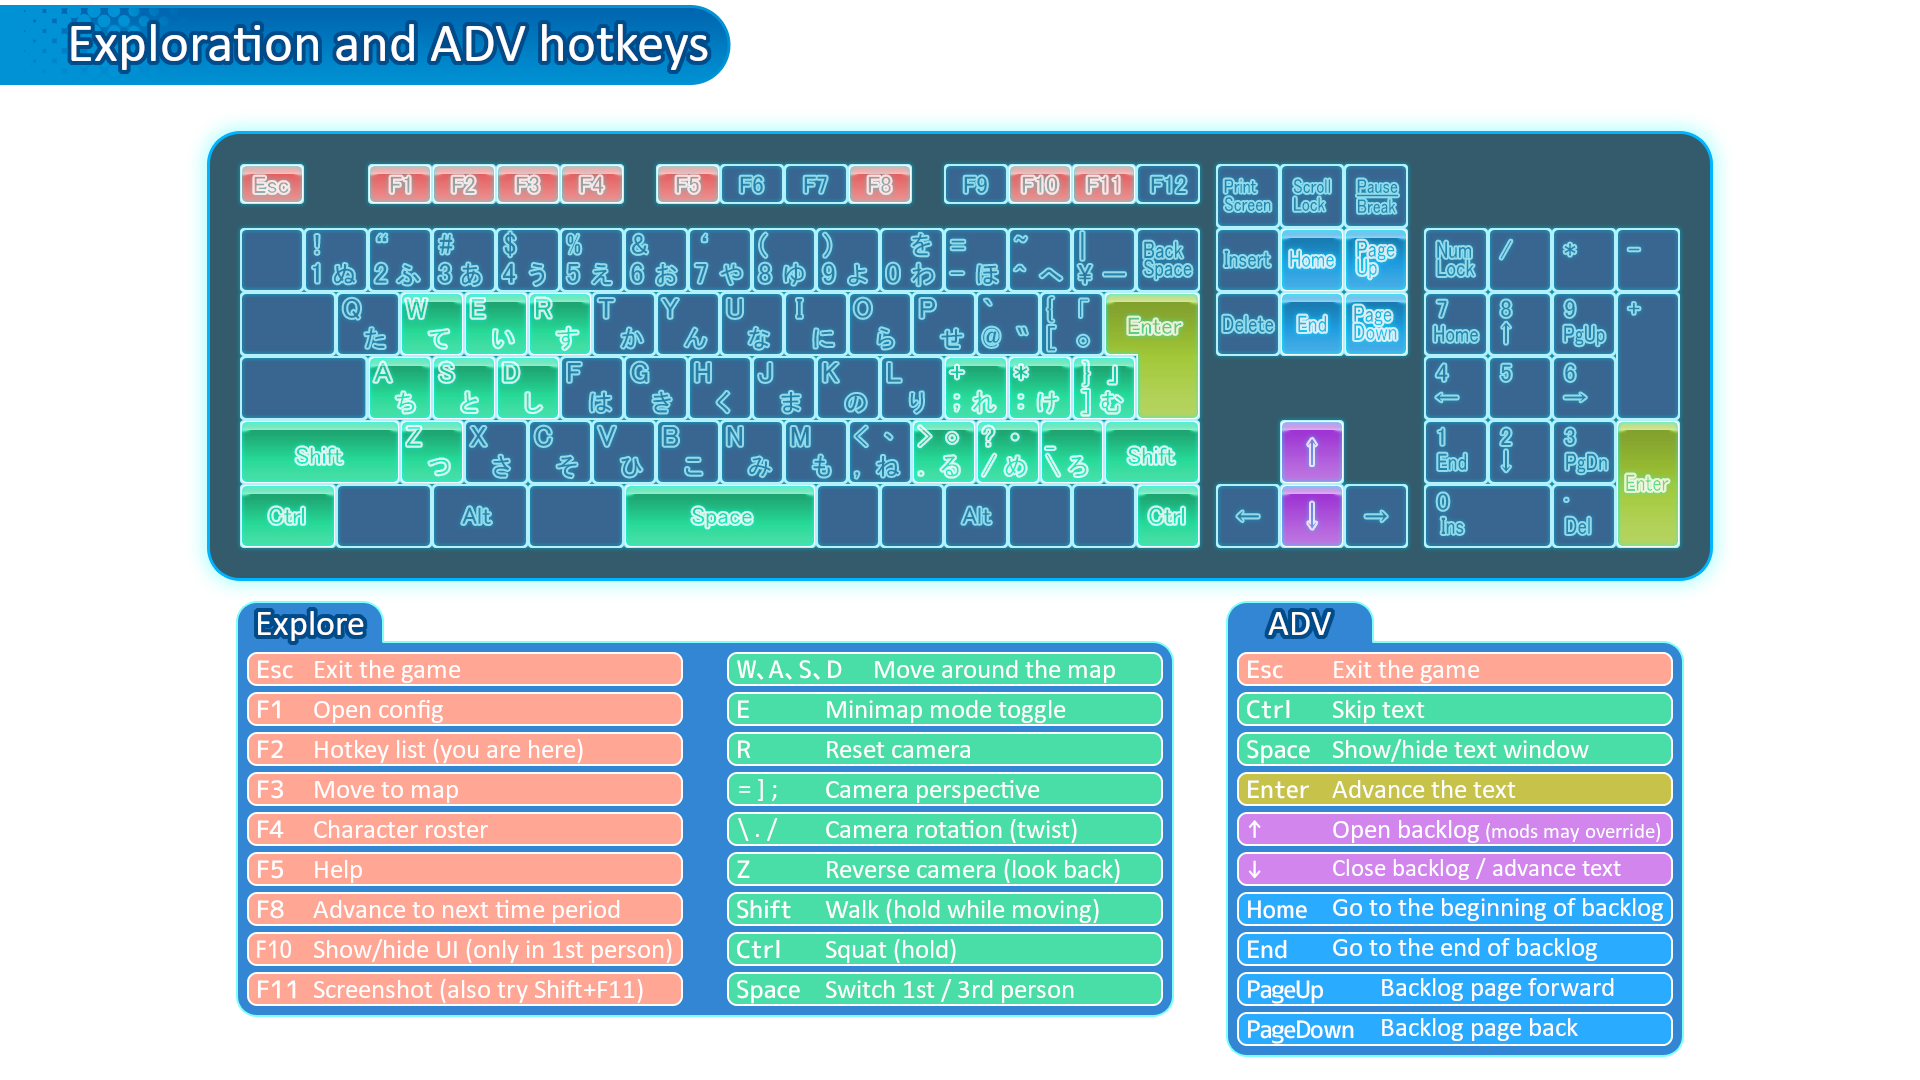 Exploration and ADV hotkeys
Esc F1 F2 F3 F4 F5 F6 F7 F8 F9 F10 F11 F12 Print Screen Scroll Lock Pause Break
! 1 ぬ “ 2 ふ # 3 あ $ 4 う % 5 え & 6 お ‘ 7 や ( 8 ゆ ) 9 よ を 0 わ = - ほ ~ ^ へ | ¥ ー Back Space Insert Home Page Up Num Lock / * -
Q た W て E い R す T か Y ん U な I に O ら P せ ` @ ゛ { 「 [ ゜ Enter Delete End Page Down 7 Home 8 ↑ 9 PgUp +
A ち S と D し F は G き H く J ま K の L り + ; れ * : け } 」 ] む 4 ← 5 6 →
Shift Z つ X さ C そ V ひ B こ N み M も < 、 , ね > 。 . る ? ・ / め _ \ ろ Shift ↑ 1 End 2 ↓ 3 PgDn Enter
Ctrl Alt Space Alt Ctrl ← ↓ → 0 Ins . Del
Explore
Esc Exit the game
F1 Open config
F2 Hotkey list (you are here)
F3 Move to map
F4 Character roster
F5 Help
F8 Advance to next time period
F10 Show/hide UI (only in 1st person)
F11 Screenshot (also try Shift+F11)
W、A、S、D Move around the map
E Minimap mode toggle
R Reset camera
= ] ; Camera perspective
\ . / Camera rotation (twist)
Z Reverse camera (look back)
Shift Walk (hold while moving)
Ctrl Squat (hold)
Space Switch 1st / 3rd person
ADV
Esc Exit the game
Ctrl Skip text
Space Show/hide text window
Enter Advance the text
↑ Open backlog (mods may override)
↓ Close backlog / advance text
Home Go to the beginning of backlog
End Go to the end of backlog
PageUp Backlog page forward
PageDown Backlog page back